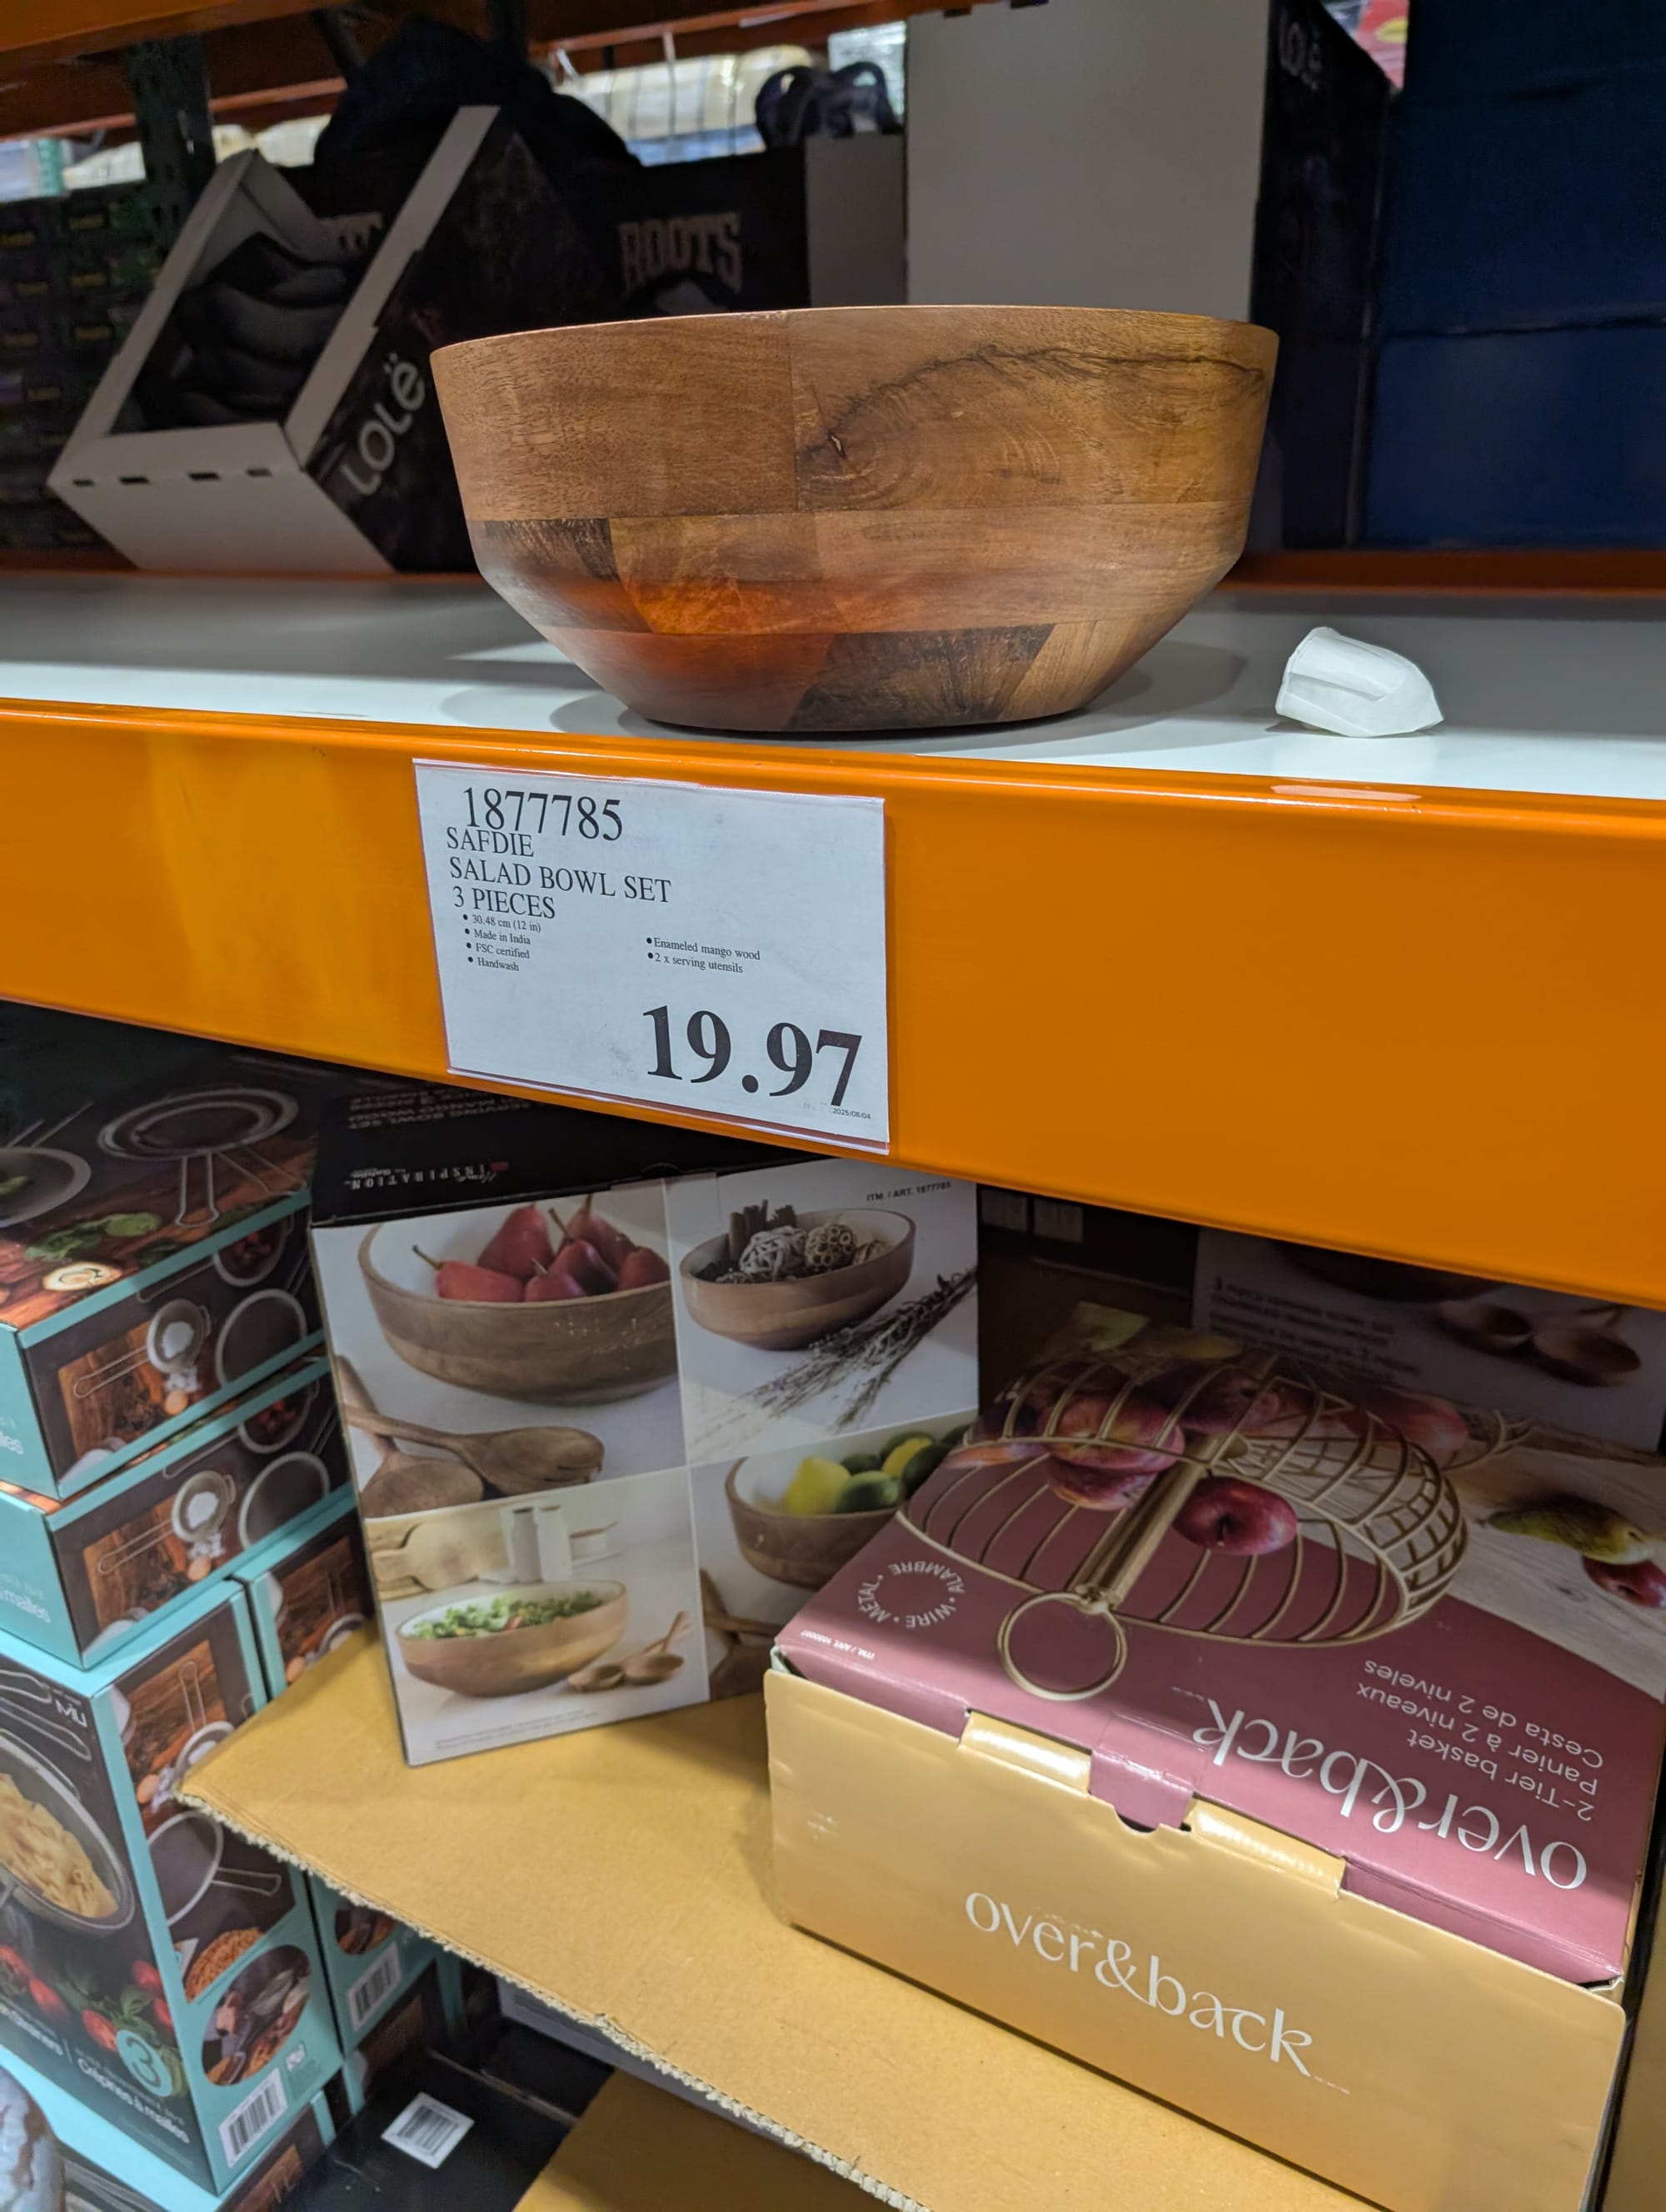 LOLË
ROOTS
LOLË
1877785
SAFDIE
SALAD BOWL SET
3 PIECES
• 30.48 cm (12 in)
• Made in India
• FSC certified
• Handwash
• Enameled mango wood
• 2 x serving utensils
19.97
2025/08/04
INSPIRATION
ITM. / ART. 1877785
METAL • WIRE • ALAMBRE •
over&back
2-Tier basket
Panier à 2 niveaux
Cesta de 2 niveles
over&back
3